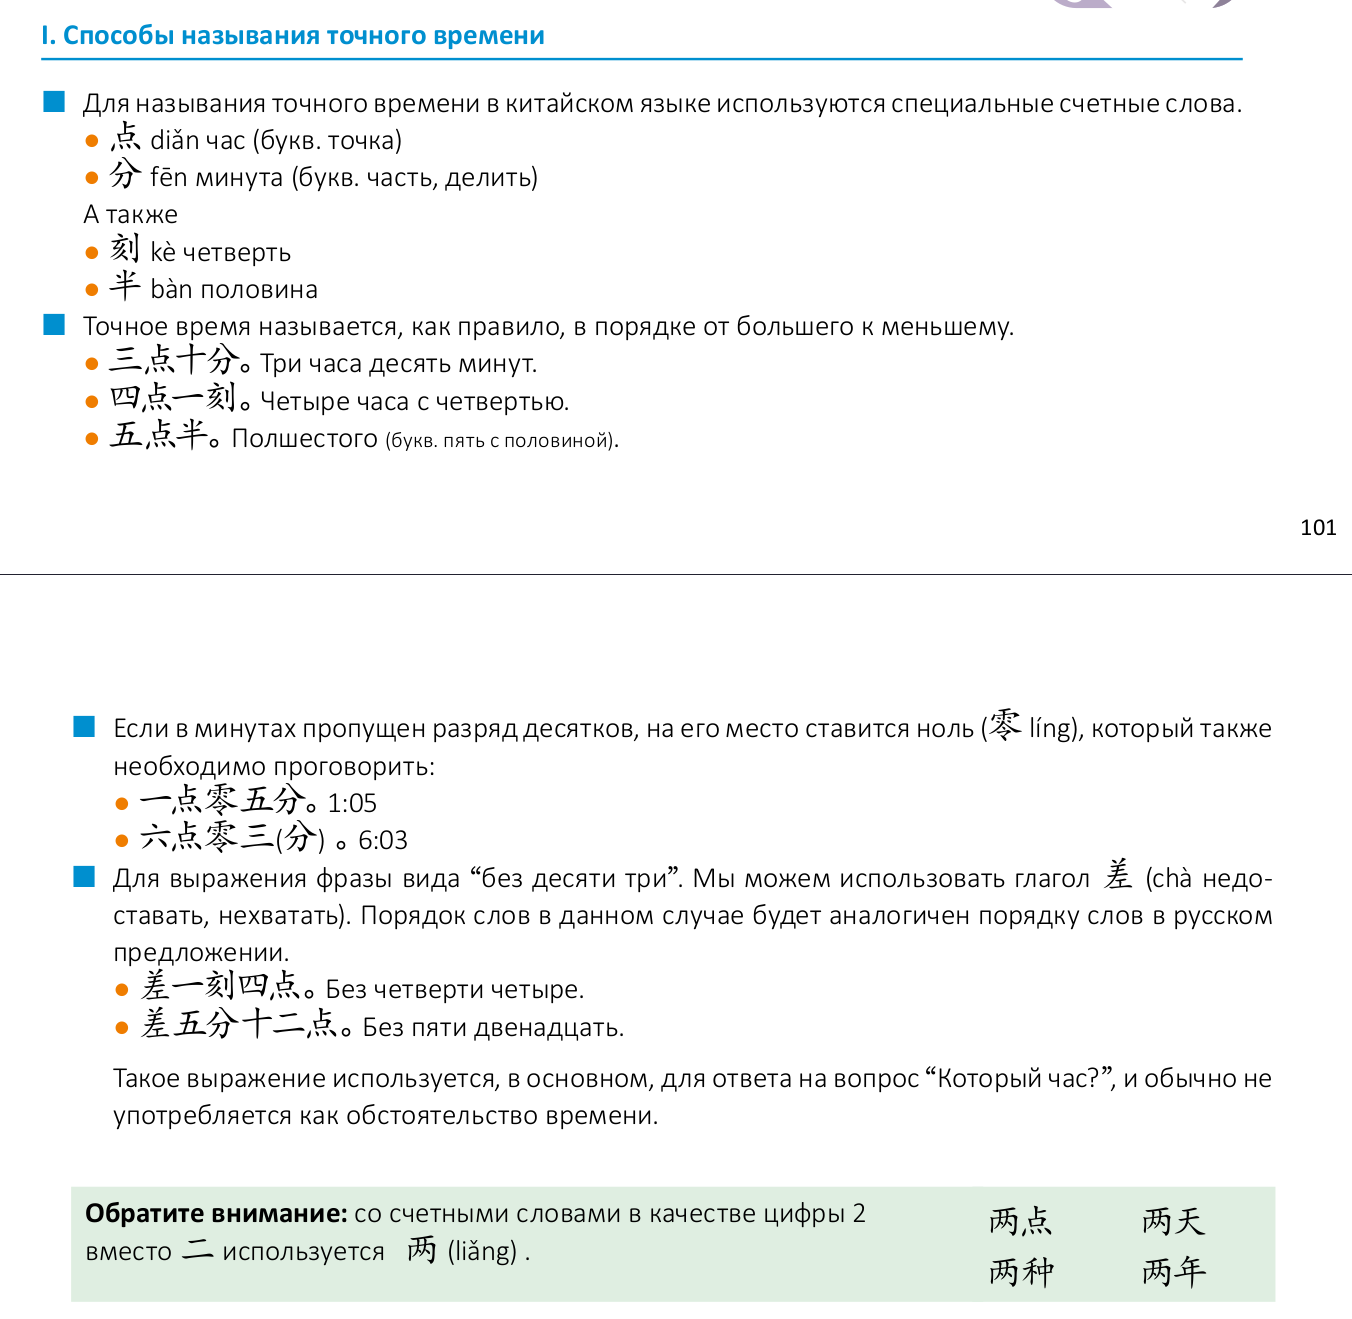 I. Способы называния точного времени
■ Для называния точного времени в китайском языке используются специальные счетные слова.
● 点 diǎn час (букв. точка)
● 分 fēn минута (букв. часть, делить)
А также
● 刻 kè четверть
● 半 bàn половина
■ Точное время называется, как правило, в порядке от большего к меньшему.
● 三点十分。 Три часа десять минут.
● 四点一刻。 Четыре часа с четвертью.
● 五点半。 Полшестого (букв. пять с половиной).
101
■ Если в минутах пропущен разряд десятков, на его место ставится ноль (零 líng), который также
необходимо проговорить:
● 一点零五分。 1:05
● 六点零三(分) 。 6:03
■ Для выражения фразы вида “без десяти три”. Мы можем использовать глагол 差 (chà недо-
ставать, нехватать). Порядок слов в данном случае будет аналогичен порядку слов в русском
предложении.
● 差一刻四点。 Без четверти четыре.
● 差五分十二点。 Без пяти двенадцать.
Такое выражение используется, в основном, для ответа на вопрос “Который час?”, и обычно не
употребляется как обстоятельство времени.
Обратите внимание: со счетными словами в качестве цифры 2
вместо 二 используется 两 (liǎng) .
两点 两天
两种 两年